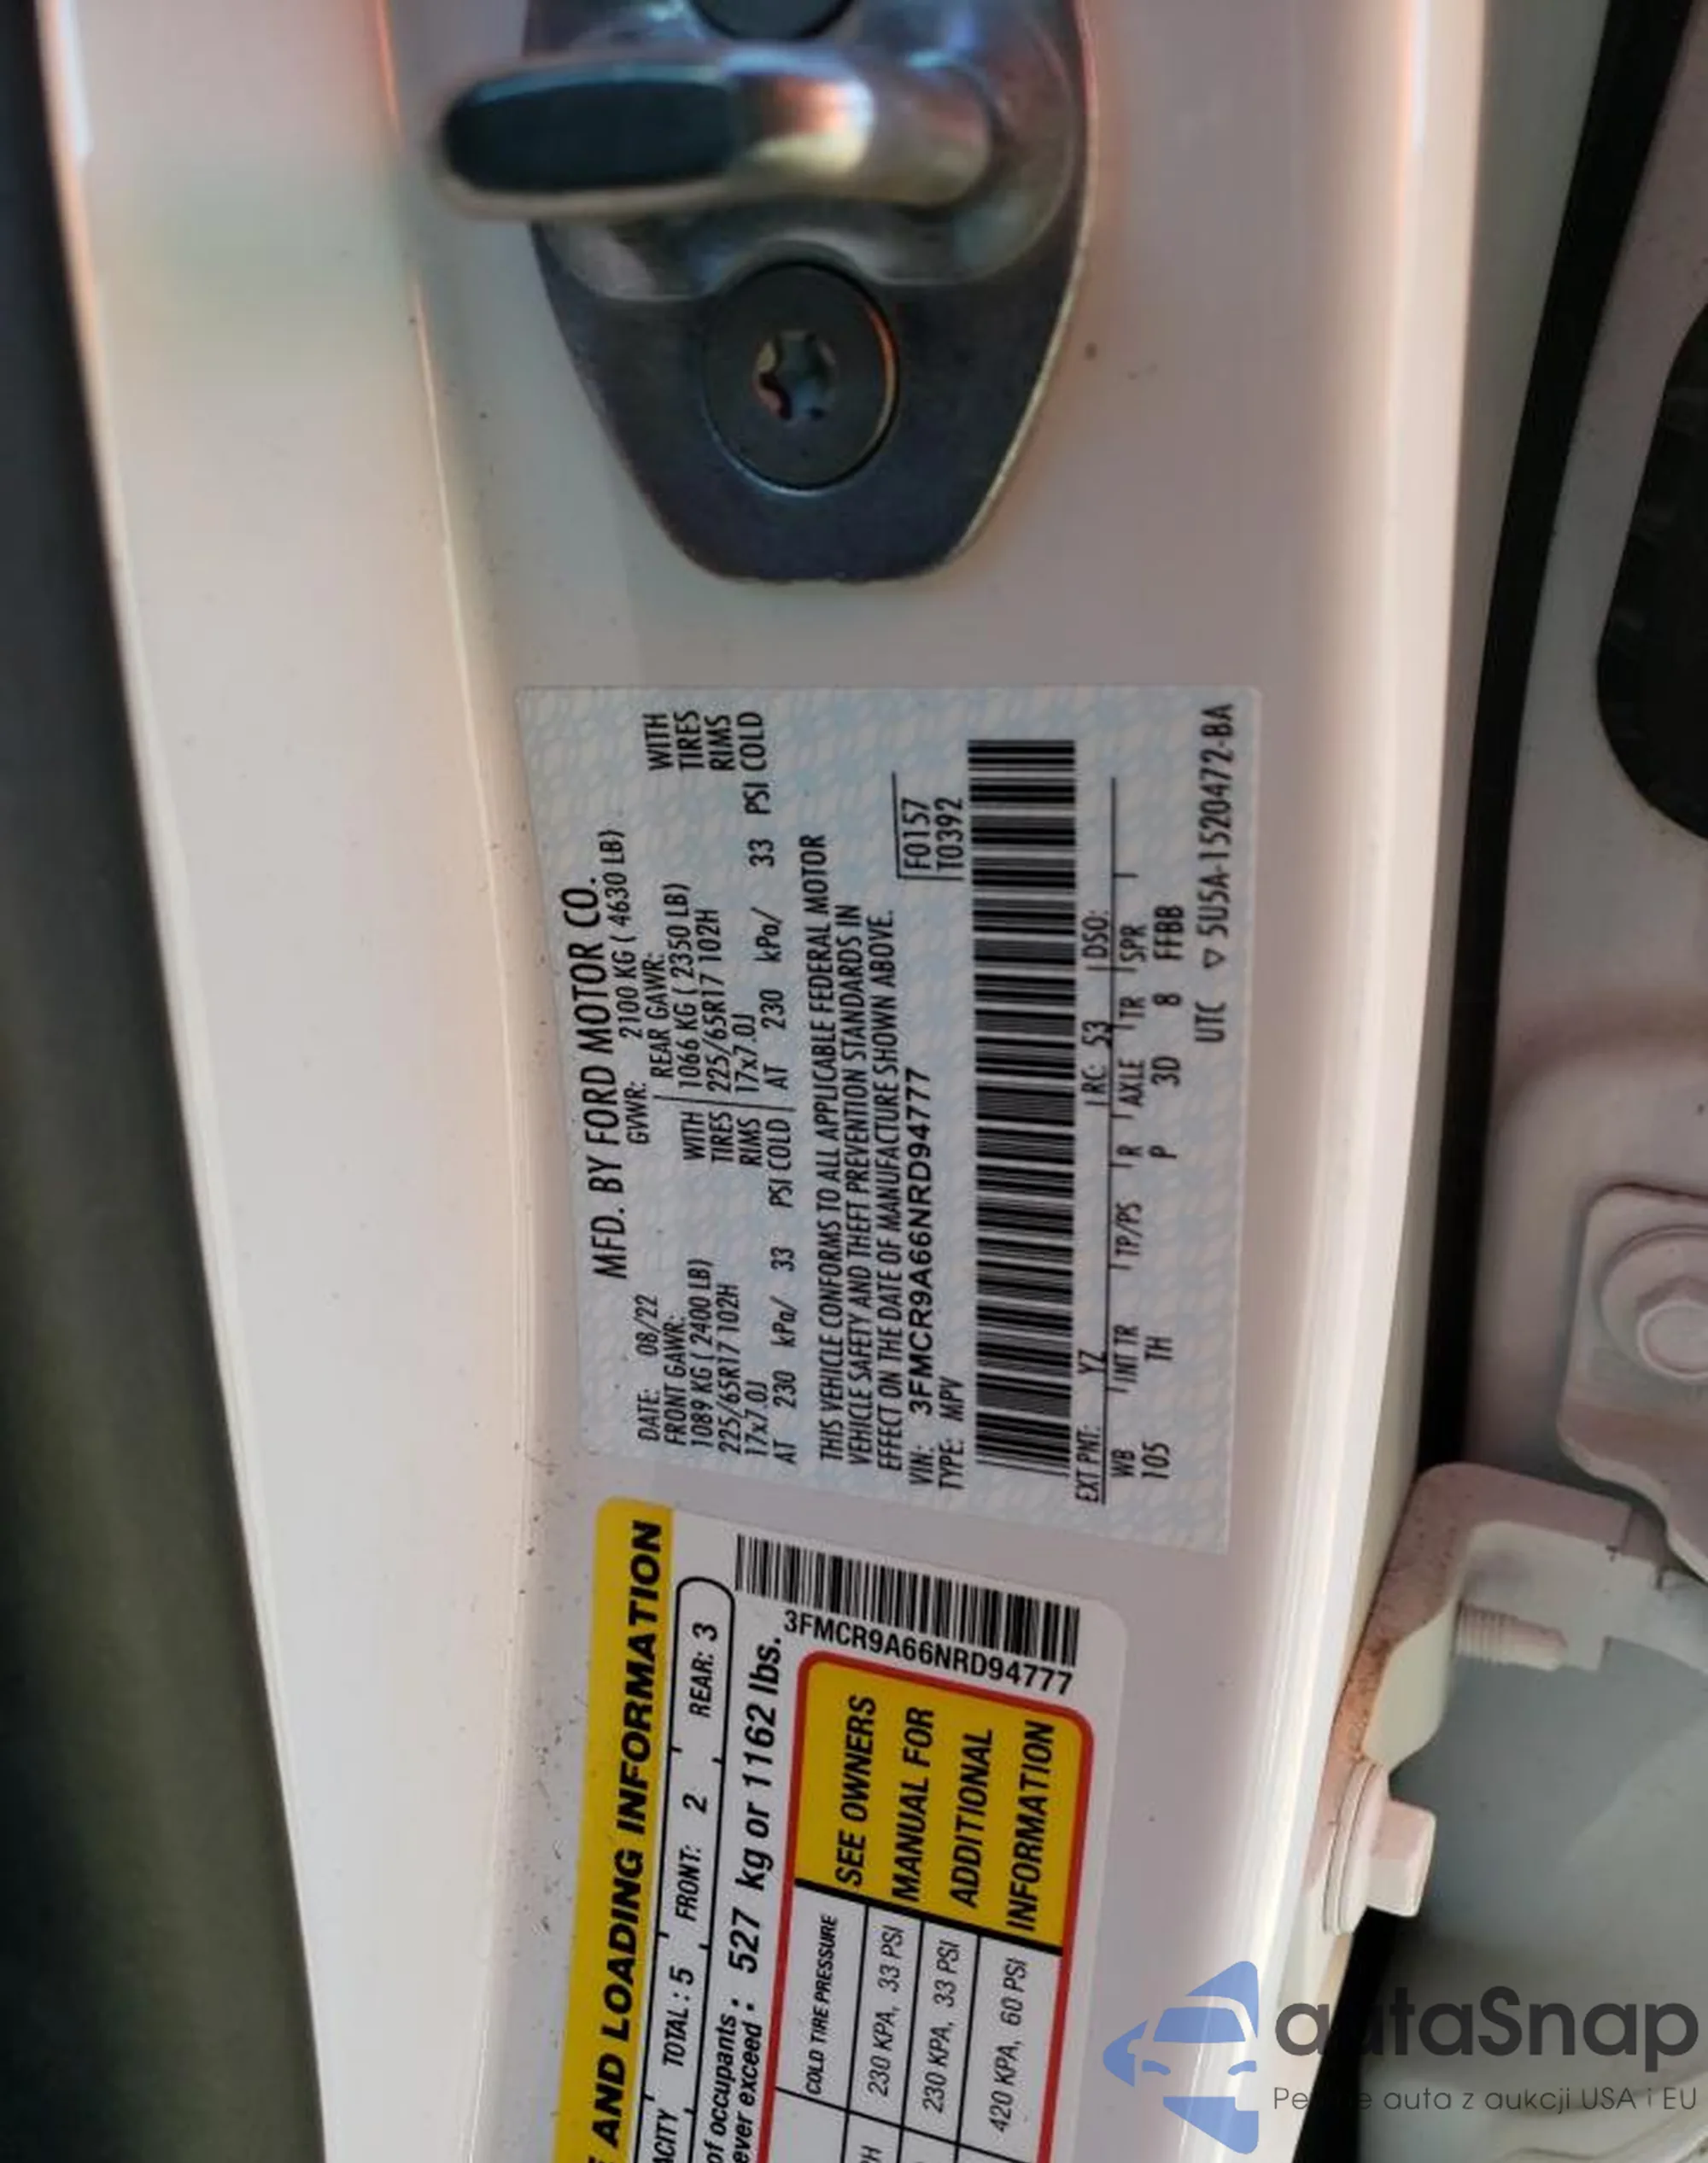 MFD. BY FORD MOTOR CO.
DATE: 08/22 GVWR: 2100 KG ( 4630 LB)
FRONT GAWR: REAR GAWR:
1089 KG ( 2400 LB) WITH 1066 KG ( 2350 LB) WITH
225/65R17 102H TIRES 225/65R17 102H TIRES
17x7.0J RIMS 17x7.0J RIMS
AT 230 kPa/ 33 PSI COLD AT 230 kPa/ 33 PSI COLD
THIS VEHICLE CONFORMS TO ALL APPLICABLE FEDERAL MOTOR
VEHICLE SAFETY AND THEFT PREVENTION STANDARDS IN
EFFECT ON THE DATE OF MANUFACTURE SHOWN ABOVE.
VIN: 3FMCR9A66NRD94777 F0157
TYPE: MPV T0392
EXT PNT: YZ RC: 53 DSO:
WB INT TR TP/PS R AXLE TR SPR
105 TH P 3D 8 FFBB
UTC ▽ 5U5A-1520472-BA
AND LOADING INFORMATION
ACITY TOTAL : 5 FRONT: 2 REAR: 3
of occupants
ever exceed : 527 kg or 1162 lbs.
3FMCR9A66NRD94777
COLD TIRE PRESSURE
230 KPA, 33 PSI
230 KPA, 33 PSI
420 KPA, 60 PSI
SEE OWNERS
MANUAL FOR
ADDITIONAL
INFORMATION
autaSnap
Pewne auta z aukcji USA i EU